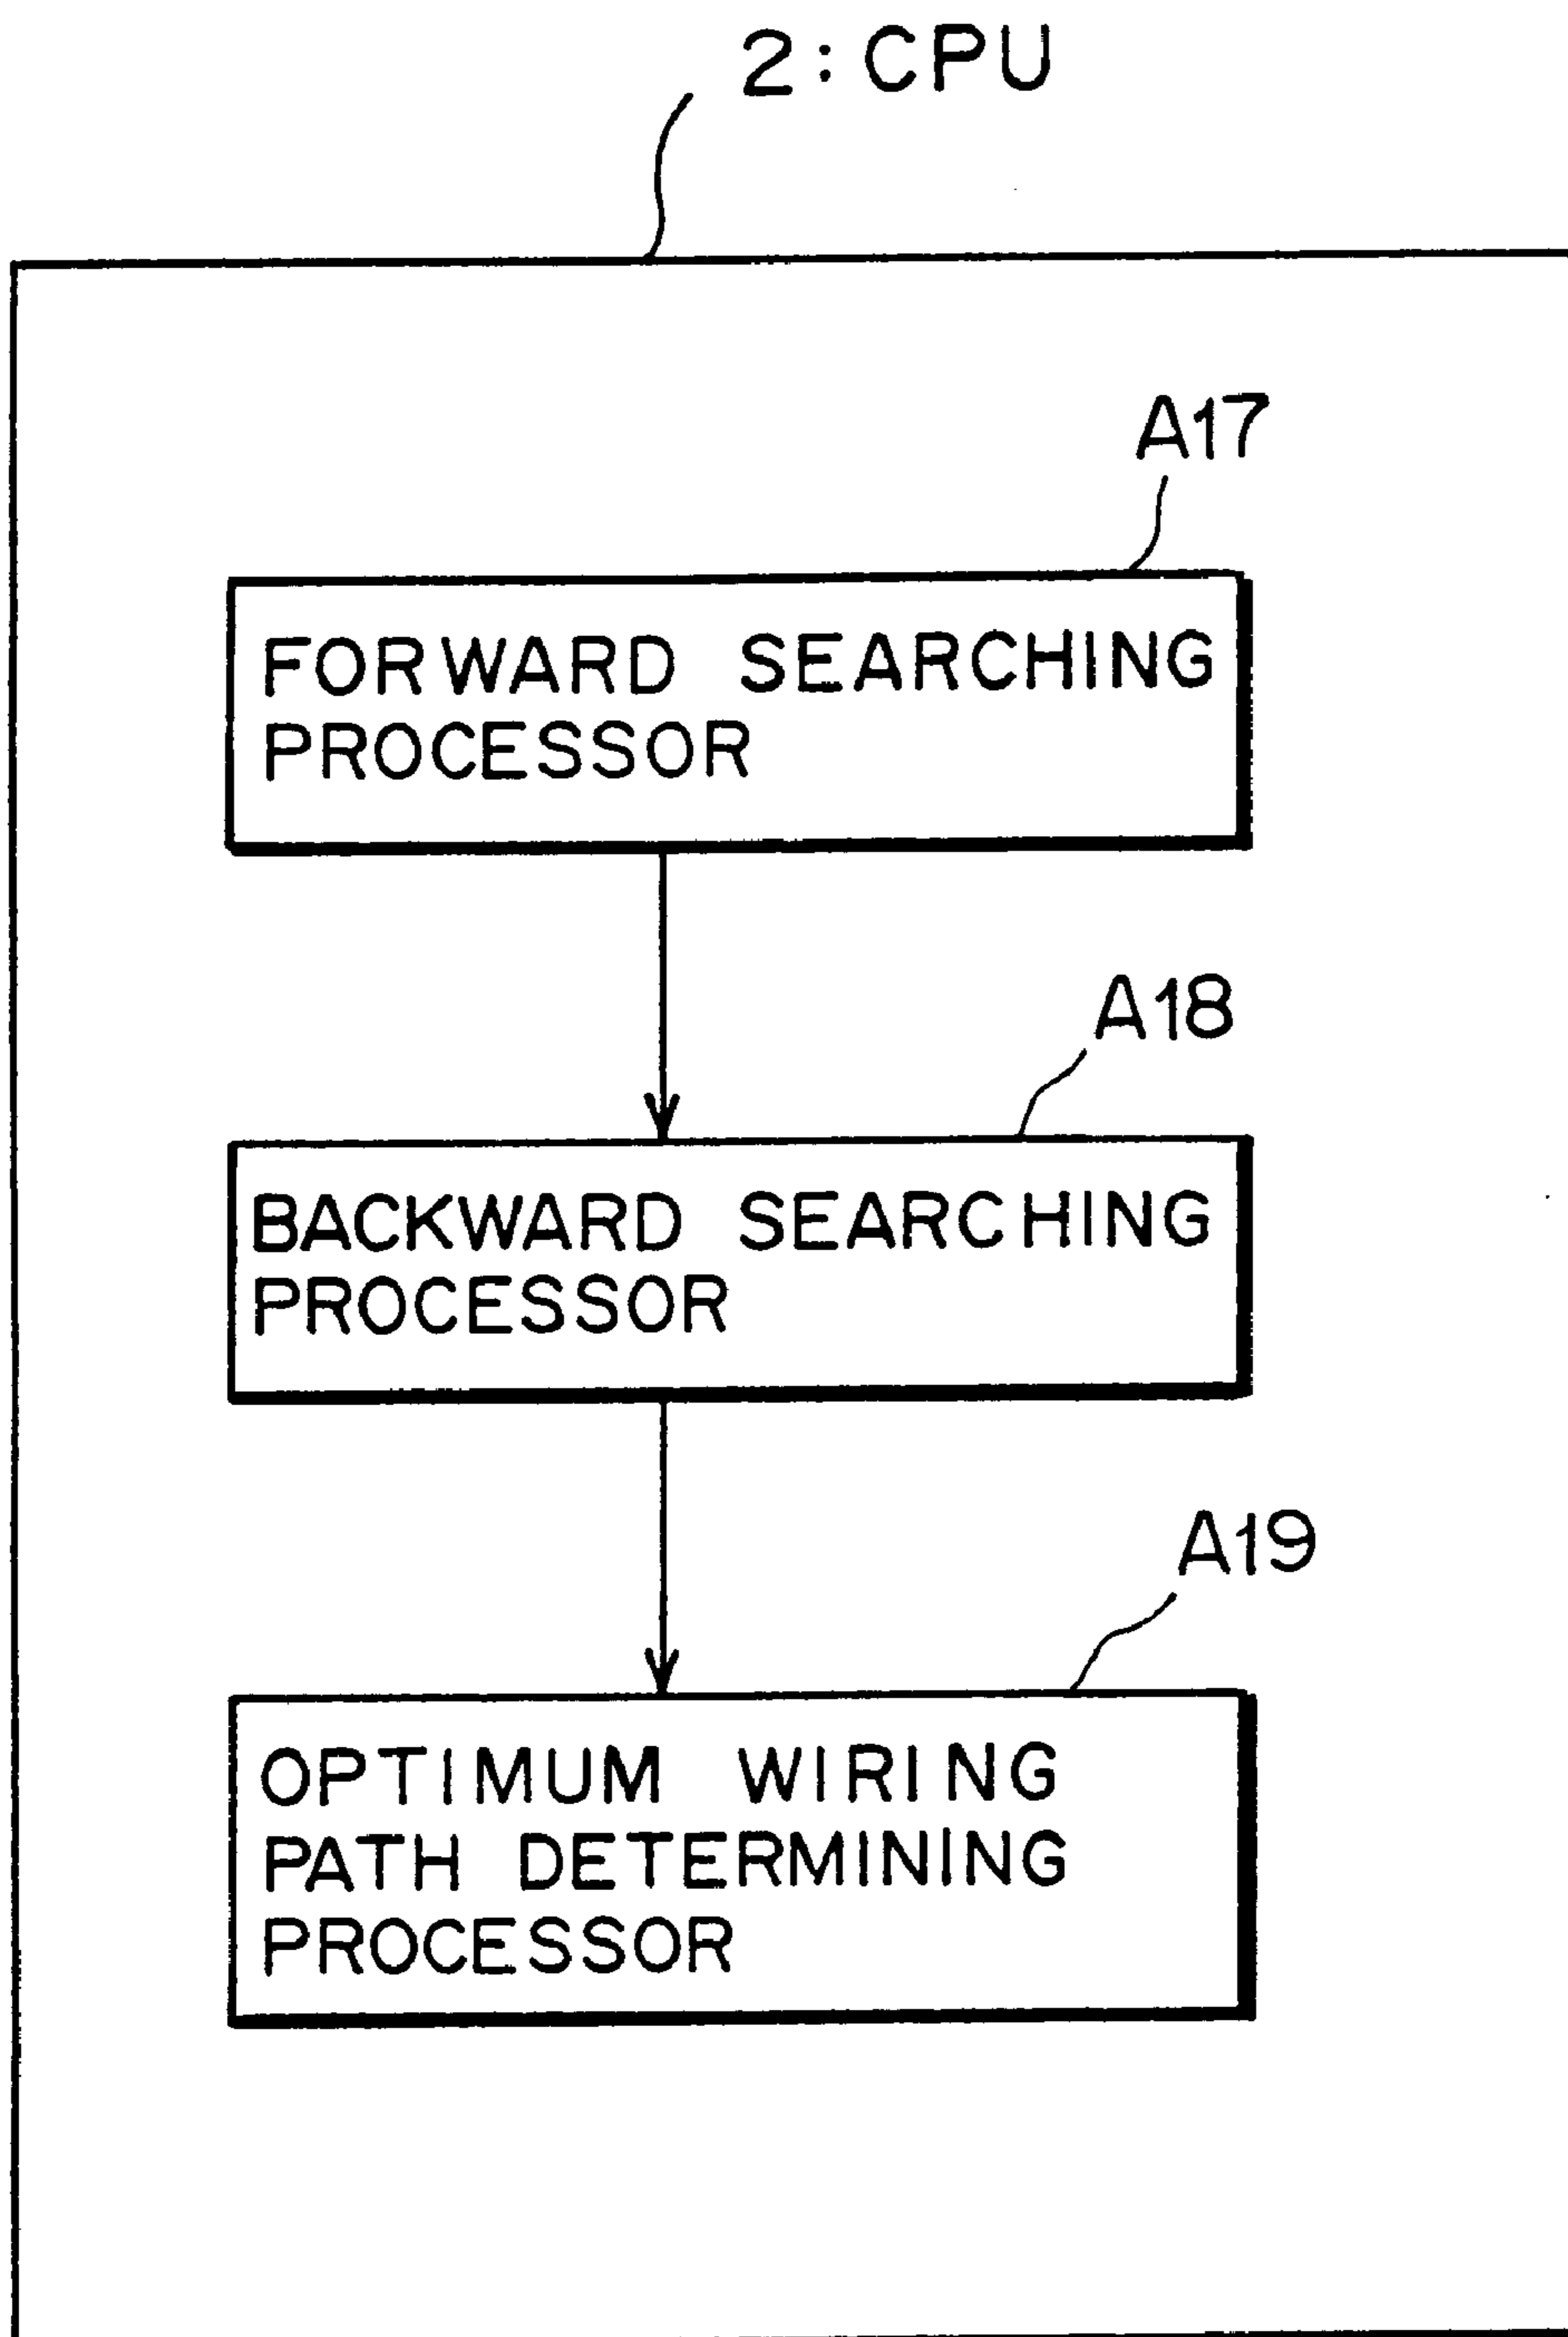 2: CPU
A17
FORWARD SEARCHING
PROCESSOR
A18
BACKWARD SEARCHING
PROCESSOR
A19
OPTIMUM WIRING
PATH DETERMINING
PROCESSOR